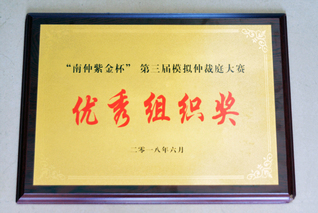 “南仲紫金杯”第三届模拟仲裁庭大赛
优秀组织奖
二零一八年六月